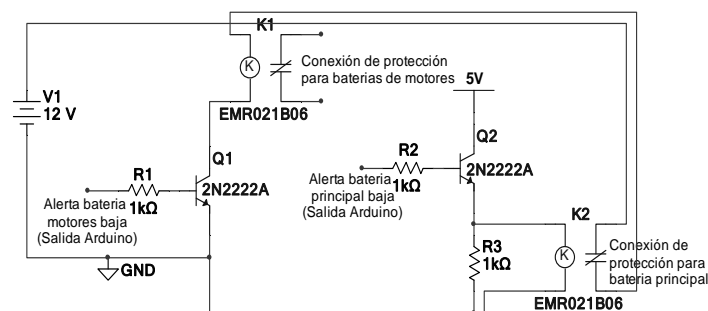 K1
Conexión de protección
para baterias de motores
EMR021B06
V1
12 V
Q1
R1
2N2222A
1kΩ
Alerta bateria
motores baja
(Salida Arduino)
GND
5V
Q2
R2
2N2222A
1kΩ
Alerta bateria
principal baja
(Salida Arduino)
K2
R3
1kΩ
Conexión de
protección para
bateria principal
EMR021B06
K
K